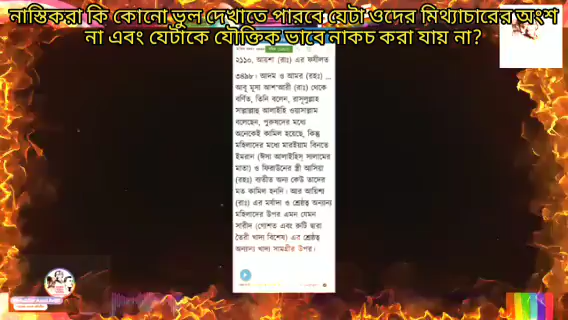 নাস্তিকরা কি কোনো ভুল দেখাতে পারবে যেটা ওদের মিথ্যাচারের অংশ
না এবং যেটাকে যৌক্তিক ভাবে নাকচ করা যায় না?
২১১০. আয়শা (রাঃ) এর ফযীলত
৩৪৯৮। আদম ও আমর (রহঃ) ...
আবূ মূসা আশ'আরী (রাঃ) থেকে
বর্ণিত, তিনি বলেন, রাসূলুল্লাহ
সাল্লাল্লাহু আলাইহি ওয়াসাল্লাম
বলেছেন, পুরুষদের মধ্যে
অনেকেই কামিল হয়েছে, কিন্তু
মহিলাদের মধ্যে মারইয়াম বিনতে
ইমরান (ঈসা আলাইহিস্ সালামের
মাতা) ও ফিরাউনের স্ত্রী আসিয়া
(রহঃ) ব্যতীত অন্য কেউ তাদের
মত কামিল হননি। আর আয়িশা
(রাঃ) এর মর্যাদা ও শ্রেষ্ঠত্ব অন্যান্য
মহিলাদের উপর এমন যেমন
সারীদ (গোশত এবং রুটি দ্বারা
তৈরী খাদ্য বিশেষ) এর শ্রেষ্ঠত্ব
অন্যান্য খাদ্য সামগ্রীর উপর।